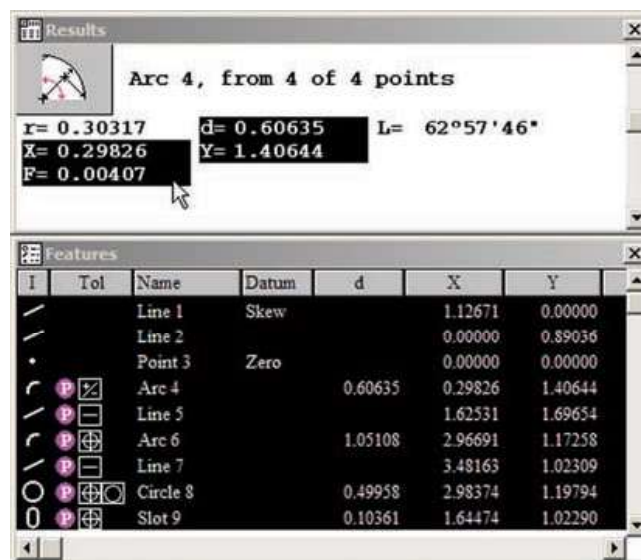 Results
Arc 4, from 4 of 4 points
r= 0.30317 d= 0.60635 L= 62°57'46"
X= 0.29826 Y= 1.40644
F= 0.00407
Features
I Tol Name Datum d X Y
Line 1 Skew 1.12671 0.00000
Line 2 0.00000 0.89036
Point 3 Zero 0.00000 0.00000
P +/- Arc 4 0.60635 0.29826 1.40644
P Line 5 1.62531 1.69654
P Arc 6 1.05108 2.96691 1.17258
P Line 7 3.48163 1.02309
P Circle 8 0.49958 2.98374 1.19794
P Slot 9 0.10361 1.64474 1.02290